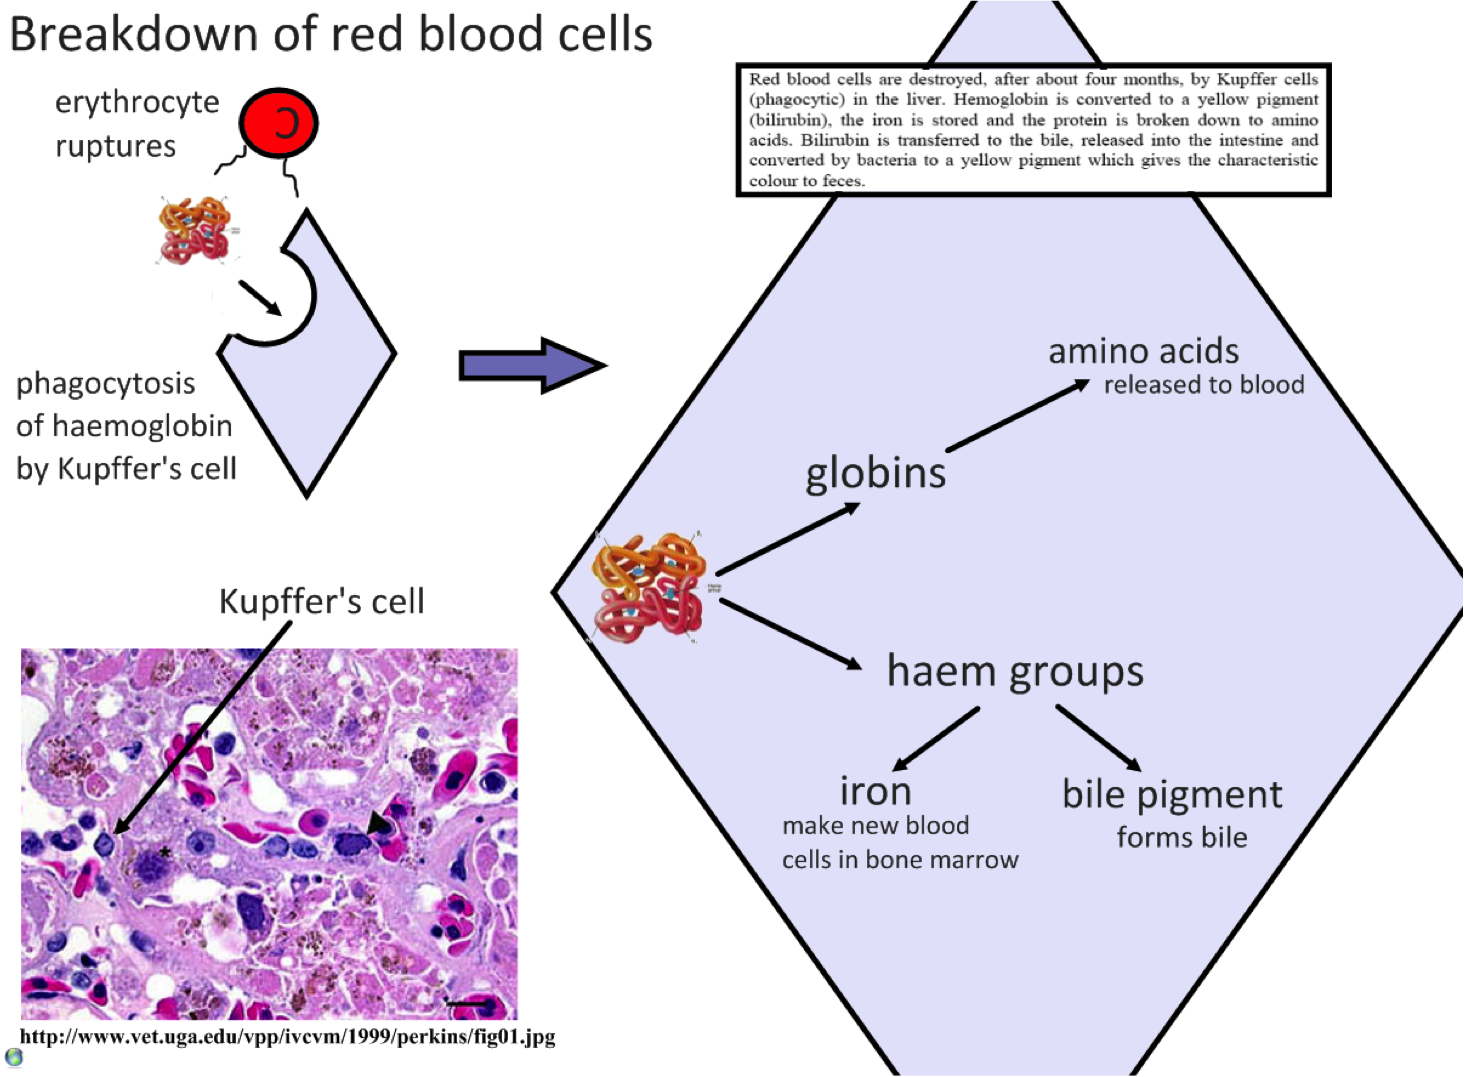 Breakdown of red blood cells
erythrocyte
ruptures
phagocytosis
of haemoglobin
by Kupffer's cell
Kupffer's cell
http://www.vet.uga.edu/vpp/ivcvm/1999/perkins/fig01.jpg
Red blood cells are destroyed, after about four months, by Kupffer cells
(phagocytic) in the liver. Hemoglobin is converted to a yellow pigment
(bilirubin), the iron is stored and the protein is broken down to amino
acids. Bilirubin is transferred to the bile, released into the intestine and
converted by bacteria to a yellow pigment which gives the characteristic
colour to feces.
amino acids
released to blood
globins
haem groups
iron
make new blood
cells in bone marrow
bile pigment
forms bile